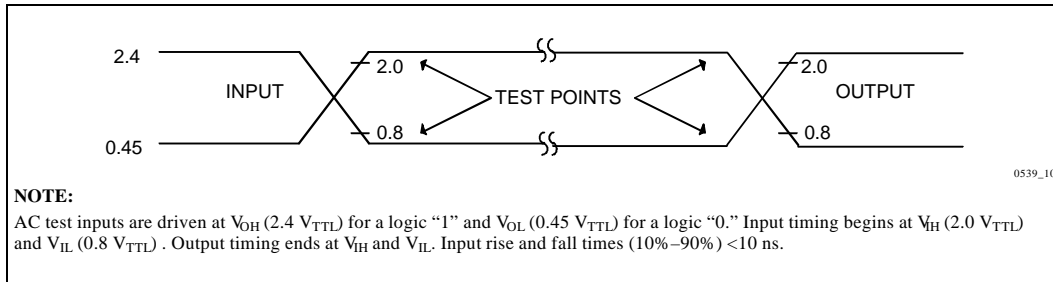 2.4
2.0
2.0
INPUT
TEST POINTS
OUTPUT
0.8
0.8
0.45
0539_10
NOTE:
AC test inputs are driven at VOH (2.4 VTTL) for a logic “1” and VOL (0.45 VTTL) for a logic “0.” Input timing begins at VIH (2.0 VTTL)
and VIL (0.8 VTTL) . Output timing ends at VIH and VIL. Input rise and fall times (10%–90%) <10 ns.